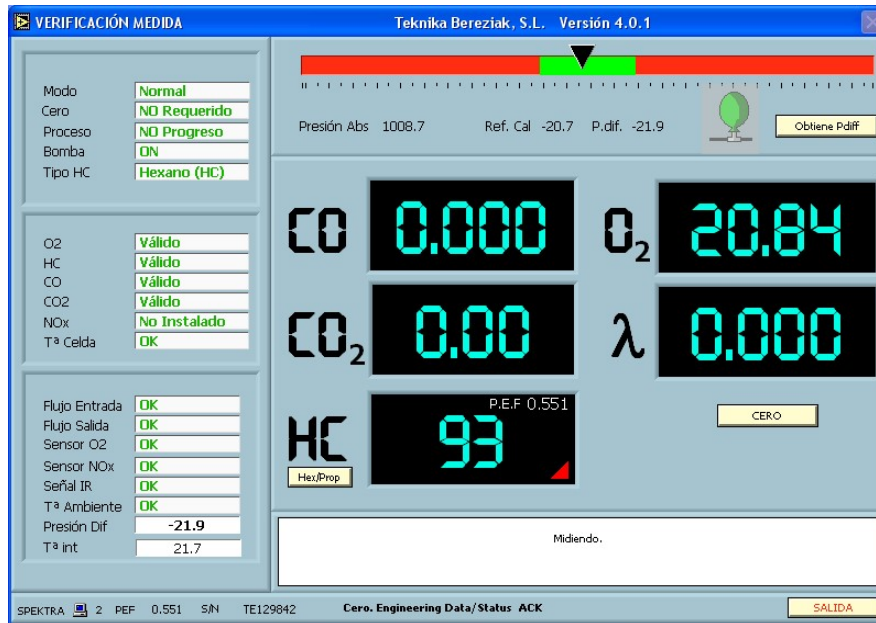 VERIFICACIÓN MEDIDA Teknika Bereziak, S.L. Versión 4.0.1
Modo Normal
Cero NO Requerido
Proceso NO Progreso
Bomba ON
Tipo HC Hexano (HC)
O2 Válido
HC Válido
CO Válido
CO2 Válido
NOx No Instalado
Tª Celda OK
Flujo Entrada OK
Flujo Salida OK
Sensor O2 OK
Sensor NOx OK
Señal IR OK
Tª Ambiente OK
Presión Dif -21.9
Tª int 21.7
Presión Abs 1008.7 Ref. Cal -20.7 P.dif. -21.9 Obtiene Pdiff
CO 0.000 O2 20.84
CO2 0.00 λ 0.000
HC P.E.F 0.551
93
Hex/Prop
CERO
Midiendo.
SPEKTRA 2 PEF 0.551 S/N TE129842 Cero. Engineering Data/Status ACK SALIDA